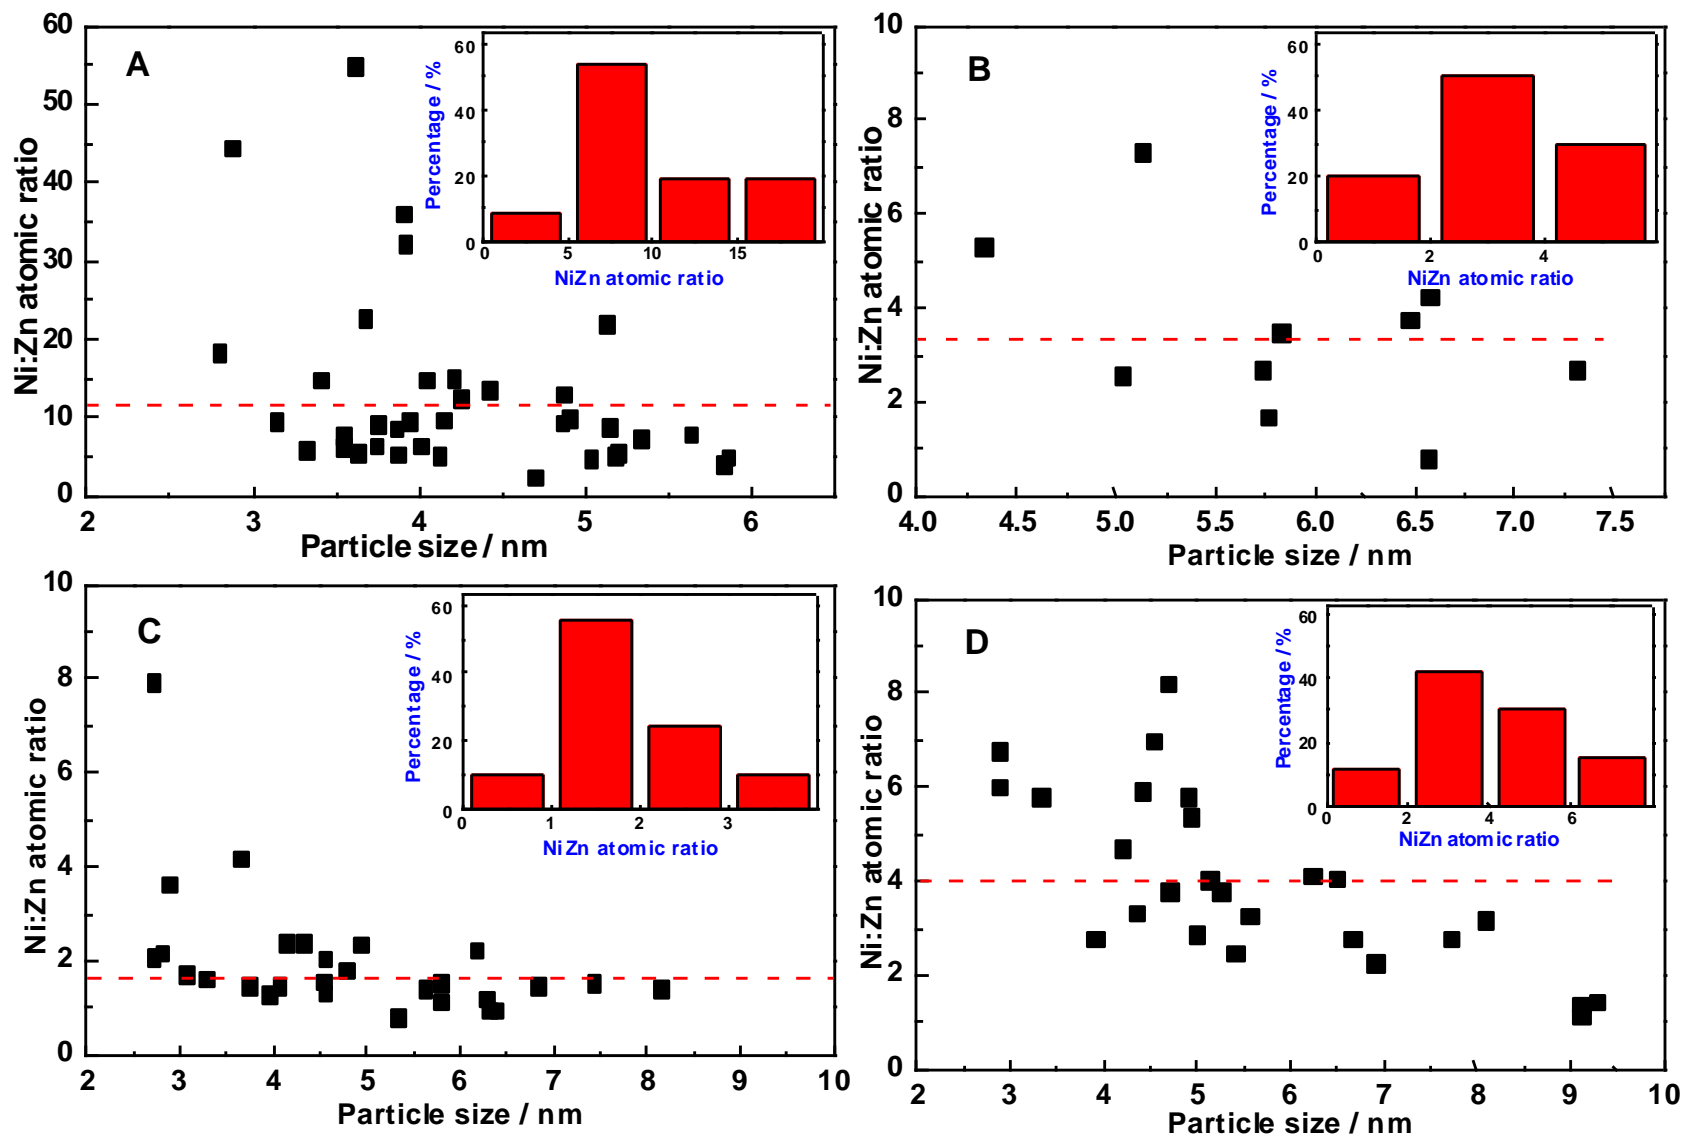 A
Ni:Zn atomic ratio
60
50
40
30
20
10
0
2 3 4 5 6
Particle size / nm
Percentage / %
60
40
20
0
0 5 10 15
NiZn atomic ratio
B
Ni:Zn atomic ratio
10
8
6
4
2
0
4.0 4.5 5.0 5.5 6.0 6.5 7.0 7.5
Particle size / nm
Percentage / %
60
40
20
0
0 2 4
NiZn atomic ratio
C
Ni:Zn atomic ratio
10
8
6
4
2
0
2 3 4 5 6 7 8 9 10
Particle size / nm
Percentage / %
60
40
20
0
0 1 2 3
NiZn atomic ratio
D
Ni:Zn atomic ratio
10
8
6
4
2
0
2 3 4 5 6 7 8 9 10
Particle size / nm
Percentage / %
60
40
20
0
0 2 4 6
NiZn atomic ratio